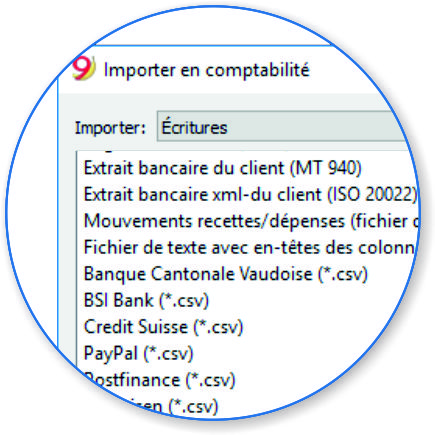 9 Importer en comptabilité
Importer: Écritures
Extrait bancaire du client (MT 940)
Extrait bancaire xml-du client (ISO 20022)
Mouvements recettes/dépenses (fichier
Fichier de texte avec en-têtes des
Banque Cantonale Vaudoise (*.csv)
BSI Bank (*.csv)
Credit Suisse (*.csv)
PayPal (*.csv)
Postfinance (*.csv)
(*.csv)